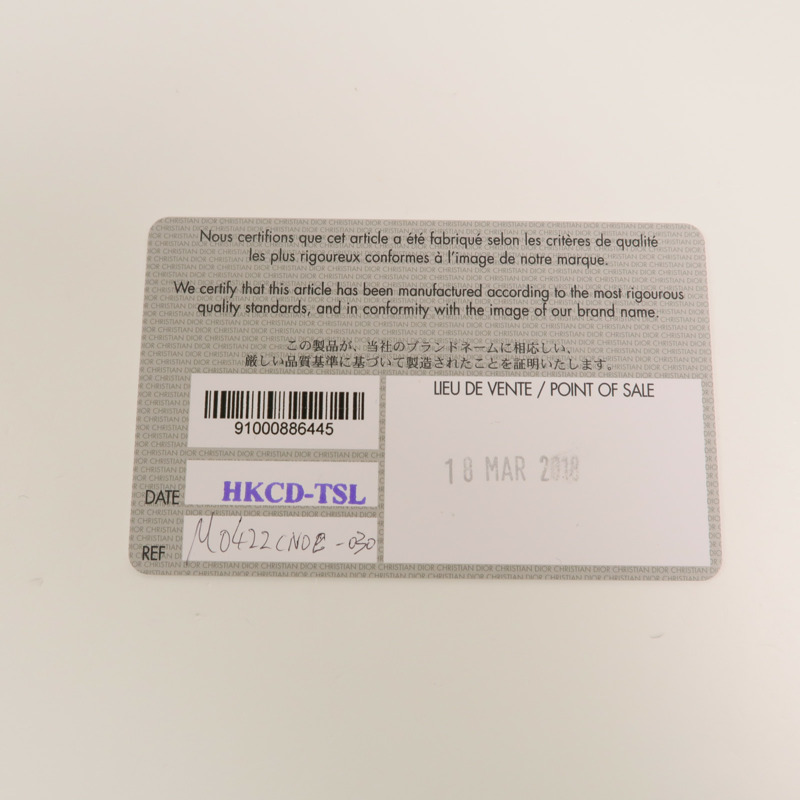 Nous certifions que cet article a été fabriqué selon les critères de qualité
les plus rigoureux conformes à l'image de notre marque.
We certify that this article has been manufactured according to the most rigourous
quality standards, and in conformity with the image of our brand name.
この製品が、当社のブランドネームに相応しい、
厳しい品質基準に基づいて製造されたことを証明いたします。
91000886445
DATE HKCD-TSL
REF
LIEU DE VENTE / POINT OF SALE
18 MAR 2018